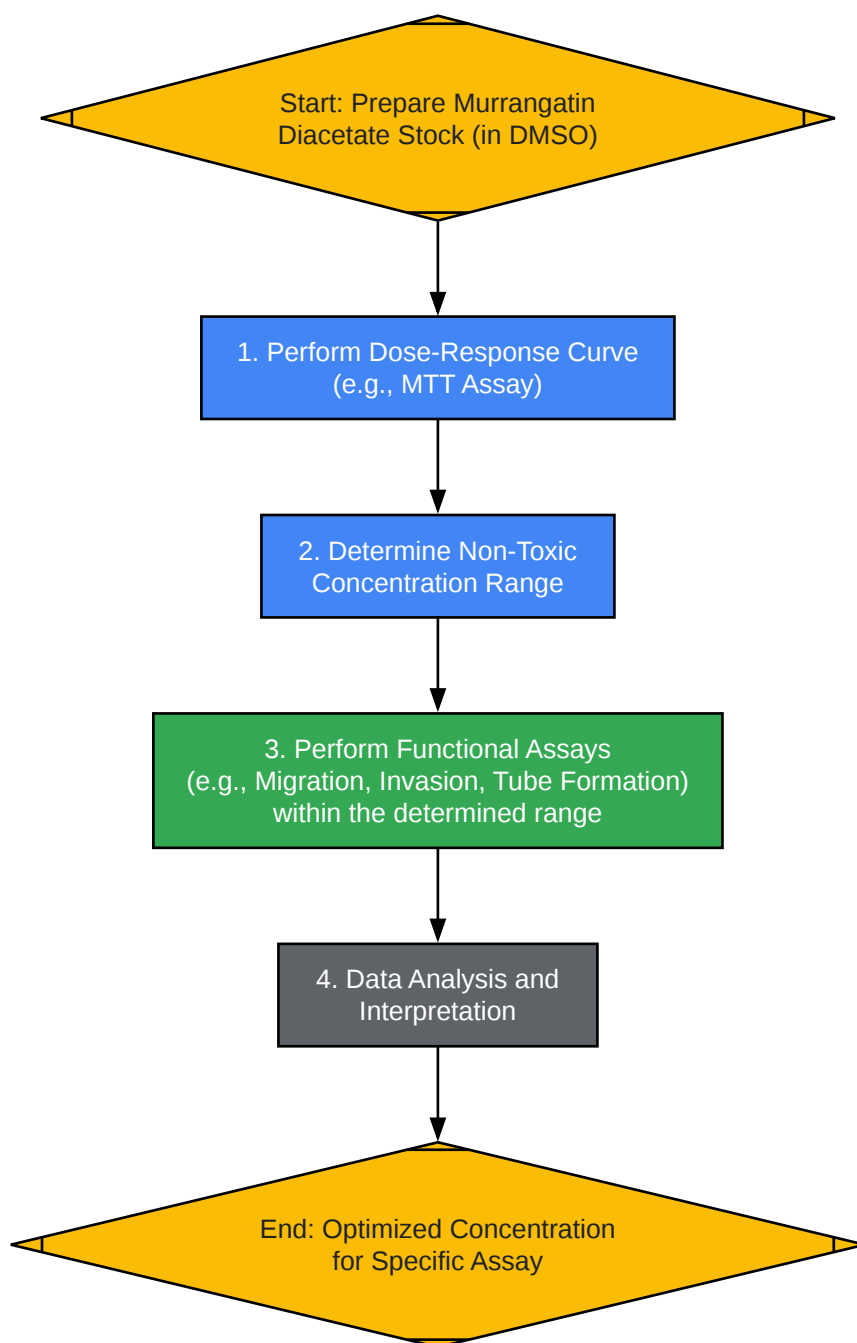 Start: Prepare Murrangatin
Diacetate Stock (in DMSO)
1. Perform Dose-Response Curve
(e.g., MTT Assay)
2. Determine Non-Toxic
Concentration Range
3. Perform Functional Assays
(e.g., Migration, Invasion, Tube Formation)
within the determined range
4. Data Analysis and
Interpretation
End: Optimized Concentration
for Specific Assay